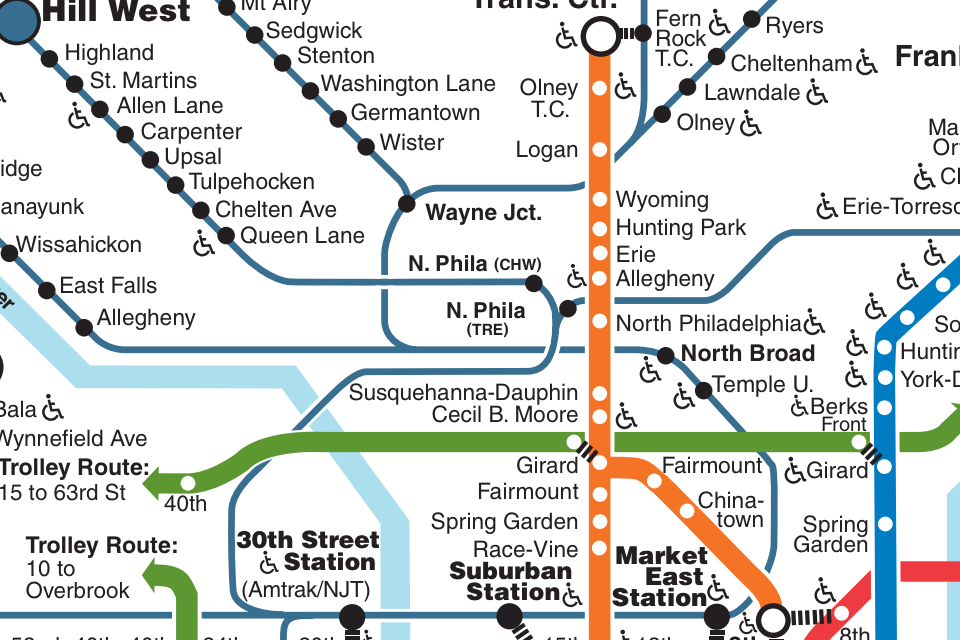 Hill West
Highland
St. Martins
Allen Lane
Carpenter
Upsal
Tulpehocken
Chelten Ave
Queen Lane
Mt Airy
Sedgwick
Stenton
Washington Lane
Germantown
Wister
Wayne Jct.
N. Phila (CHW)
N. Phila
(TRE)
Trans. Ctr.
Fern
Rock
T.C.
Ryers
Cheltenham
Lawndale
Olney
Olney
T.C.
Logan
Wyoming
Hunting Park
Erie
Allegheny
North Philadelphia
North Broad
Temple U.
Susquehanna-Dauphin
Cecil B. Moore
Girard
Fairmount
Spring Garden
Race-Vine
Fairmount
China-
town
Market
East
Station
Suburban
Station
30th Street
Station
(Amtrak/NJT)
idge
anayunk
Wissahickon
East Falls
Allegheny
er
Bala
Wynnefield Ave
Trolley Route:
15 to 63rd St
40th
Trolley Route:
10 to
Overbrook
Frank
Ma
Ort
Ch
Erie-Torresd
So
Huntin
York-D
Berks
Front
Girard
Spring
Garden
8th
15th